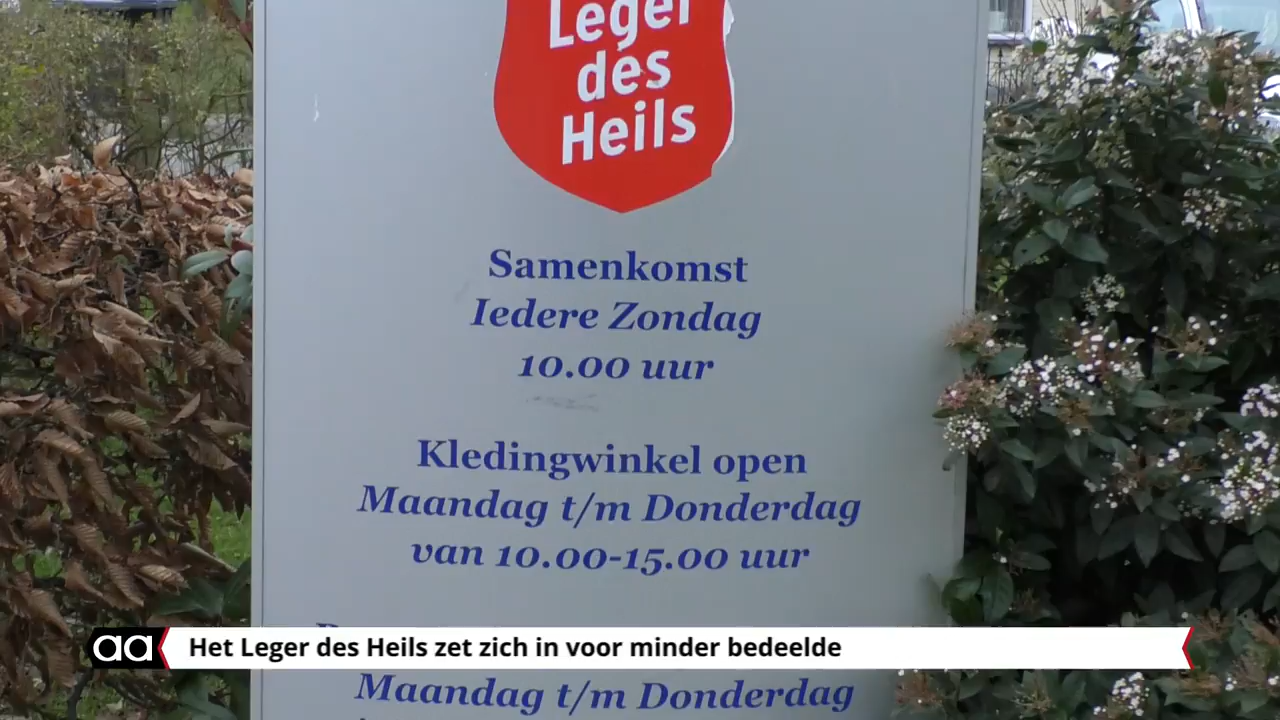 Leger
des
Heils
Samenkomst
Iedere Zondag
10.00 uur
Kledingwinkel open
Maandag t/m Donderdag
van 10.00-15.00 uur
aa Het Leger des Heils zet zich in voor minder bedeelde
Maandag t/m Donderdag